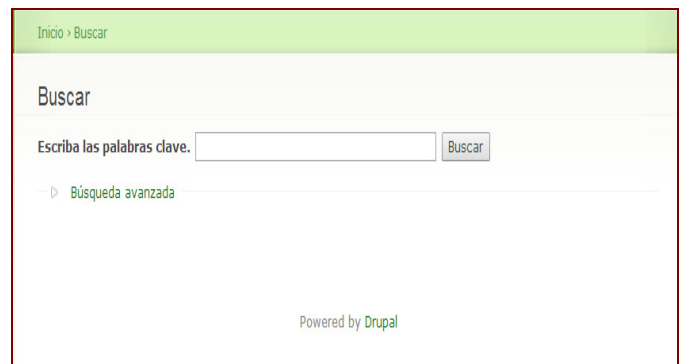 Inicio › Buscar
Buscar
Escriba las palabras clave. Buscar
Búsqueda avanzada
Powered by Drupal